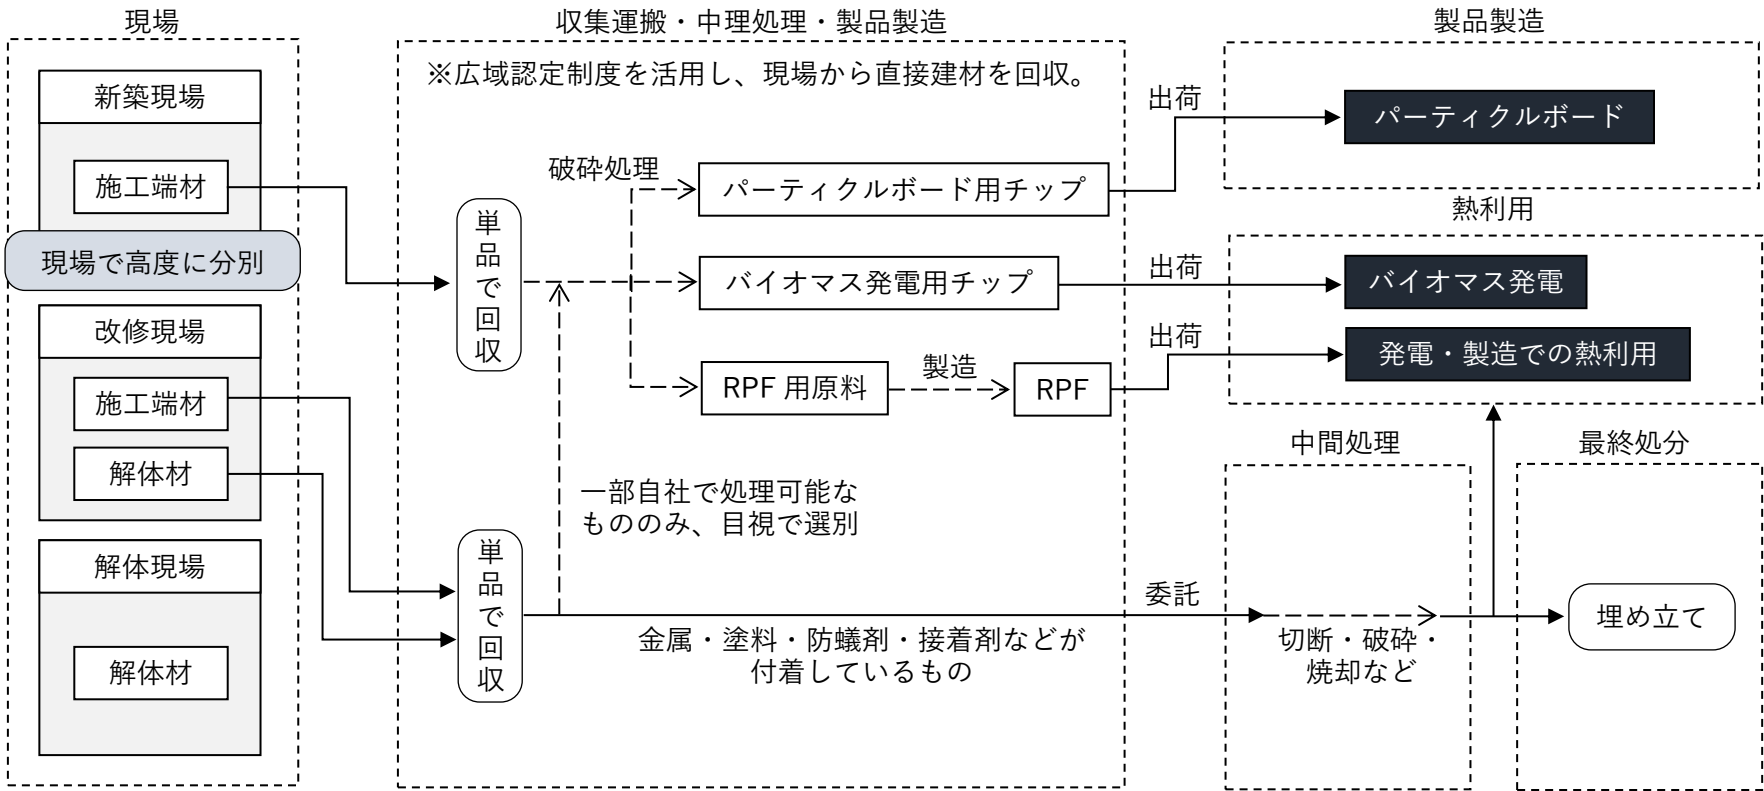 現場
新築現場
施工端材
現場で高度に分別
改修現場
施工端材
解体材
解体現場
解体材
収集運搬・中理処理・製品製造
※広域認定制度を活用し、現場から直接建材を回収。
単品で回収
破砕処理
パーティクルボード用チップ
バイオマス発電用チップ
RPF 用原料
製造
RPF
一部自社で処理可能な
もののみ、目視で選別
単品で回収
金属・塗料・防蟻剤・接着剤などが
付着しているもの
出荷
出荷
出荷
委託
製品製造
パーティクルボード
熱利用
バイオマス発電
発電・製造での熱利用
中間処理
切断・破砕・
焼却など
最終処分
埋め立て